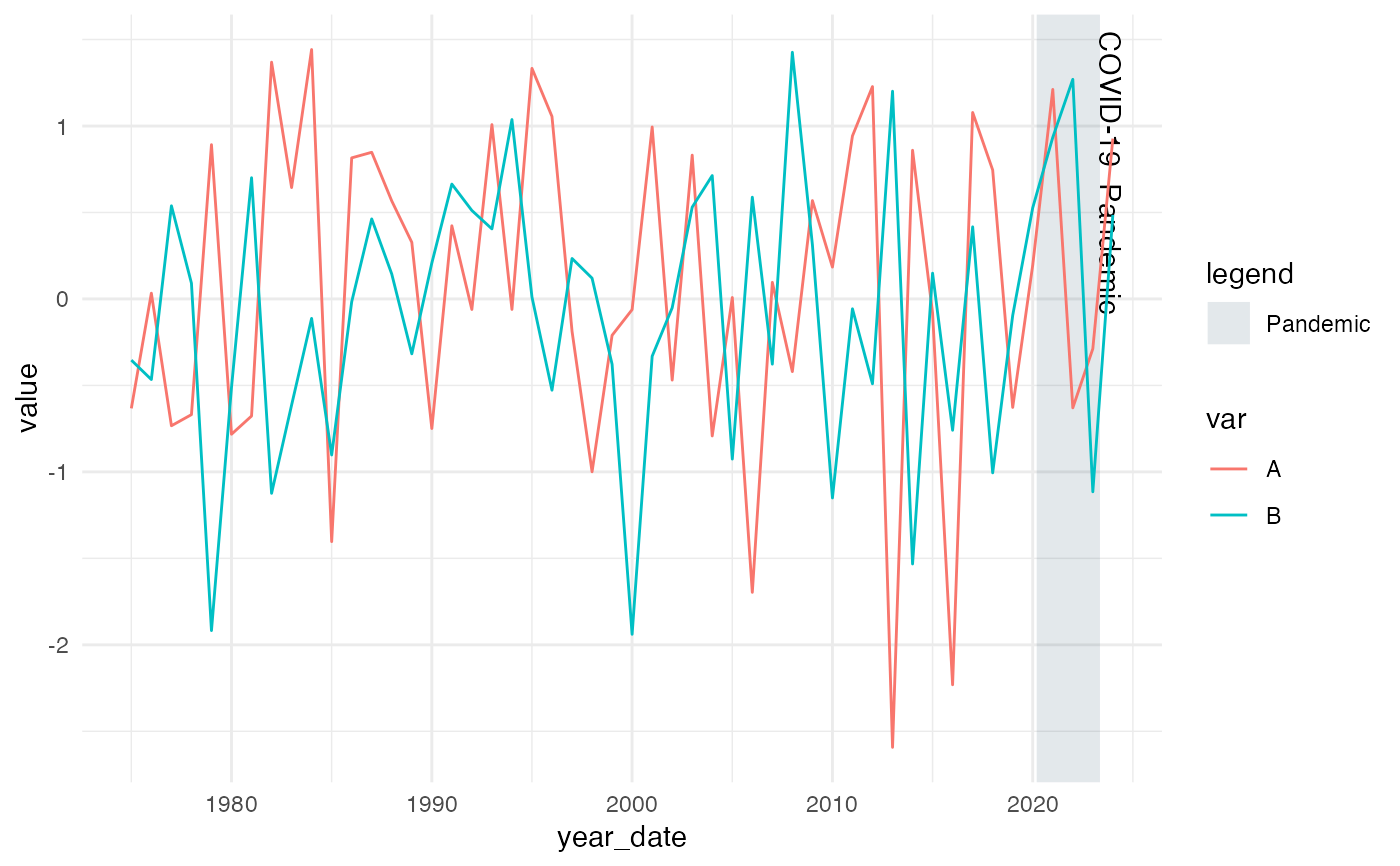 COVID-19 Pandemic
1
0
-1
-2
value
1980
1990
2000
2010
2020
year_date
legend
Pandemic
var
A
B